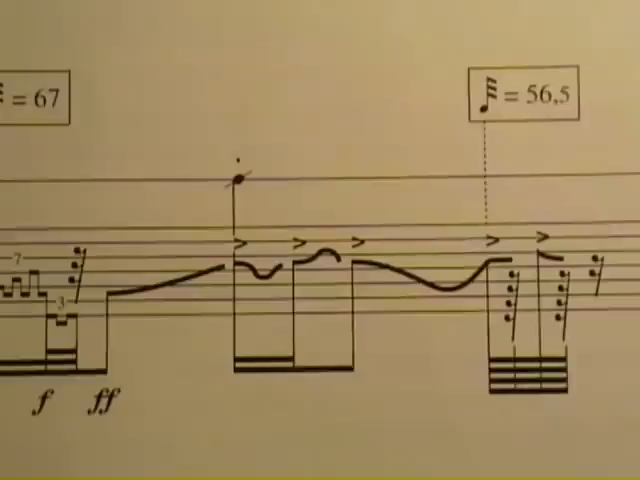 = 67
= 56,5
7
3
f ff